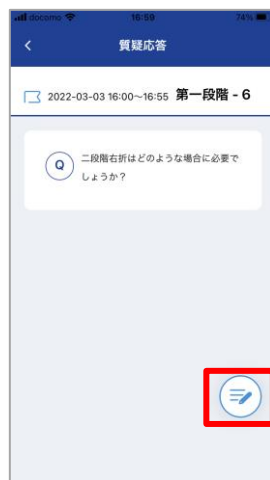 docomo 16:59 74%
質疑応答
2022-03-03 16:00~16:55 第一段階 - 6
Q 二段階右折はどのような場合に必要で
しょうか？